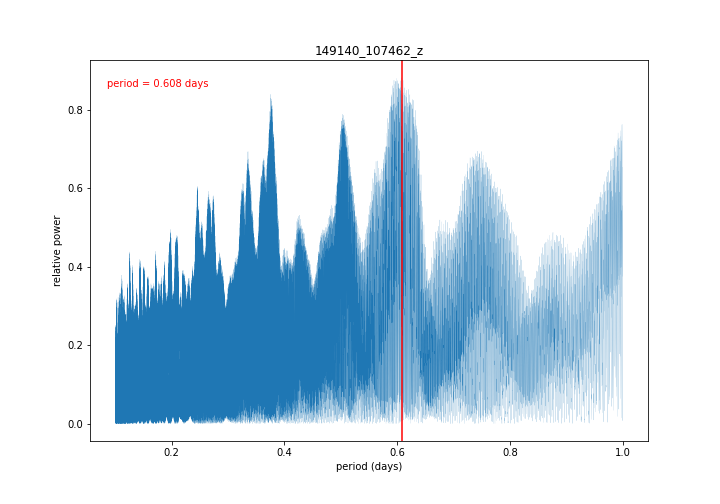 149140_107462_z
period = 0.608 days
relative power
0.8
0.6
0.4
0.2
0.0
0.2 0.4 0.6 0.8 1.0
period (days)